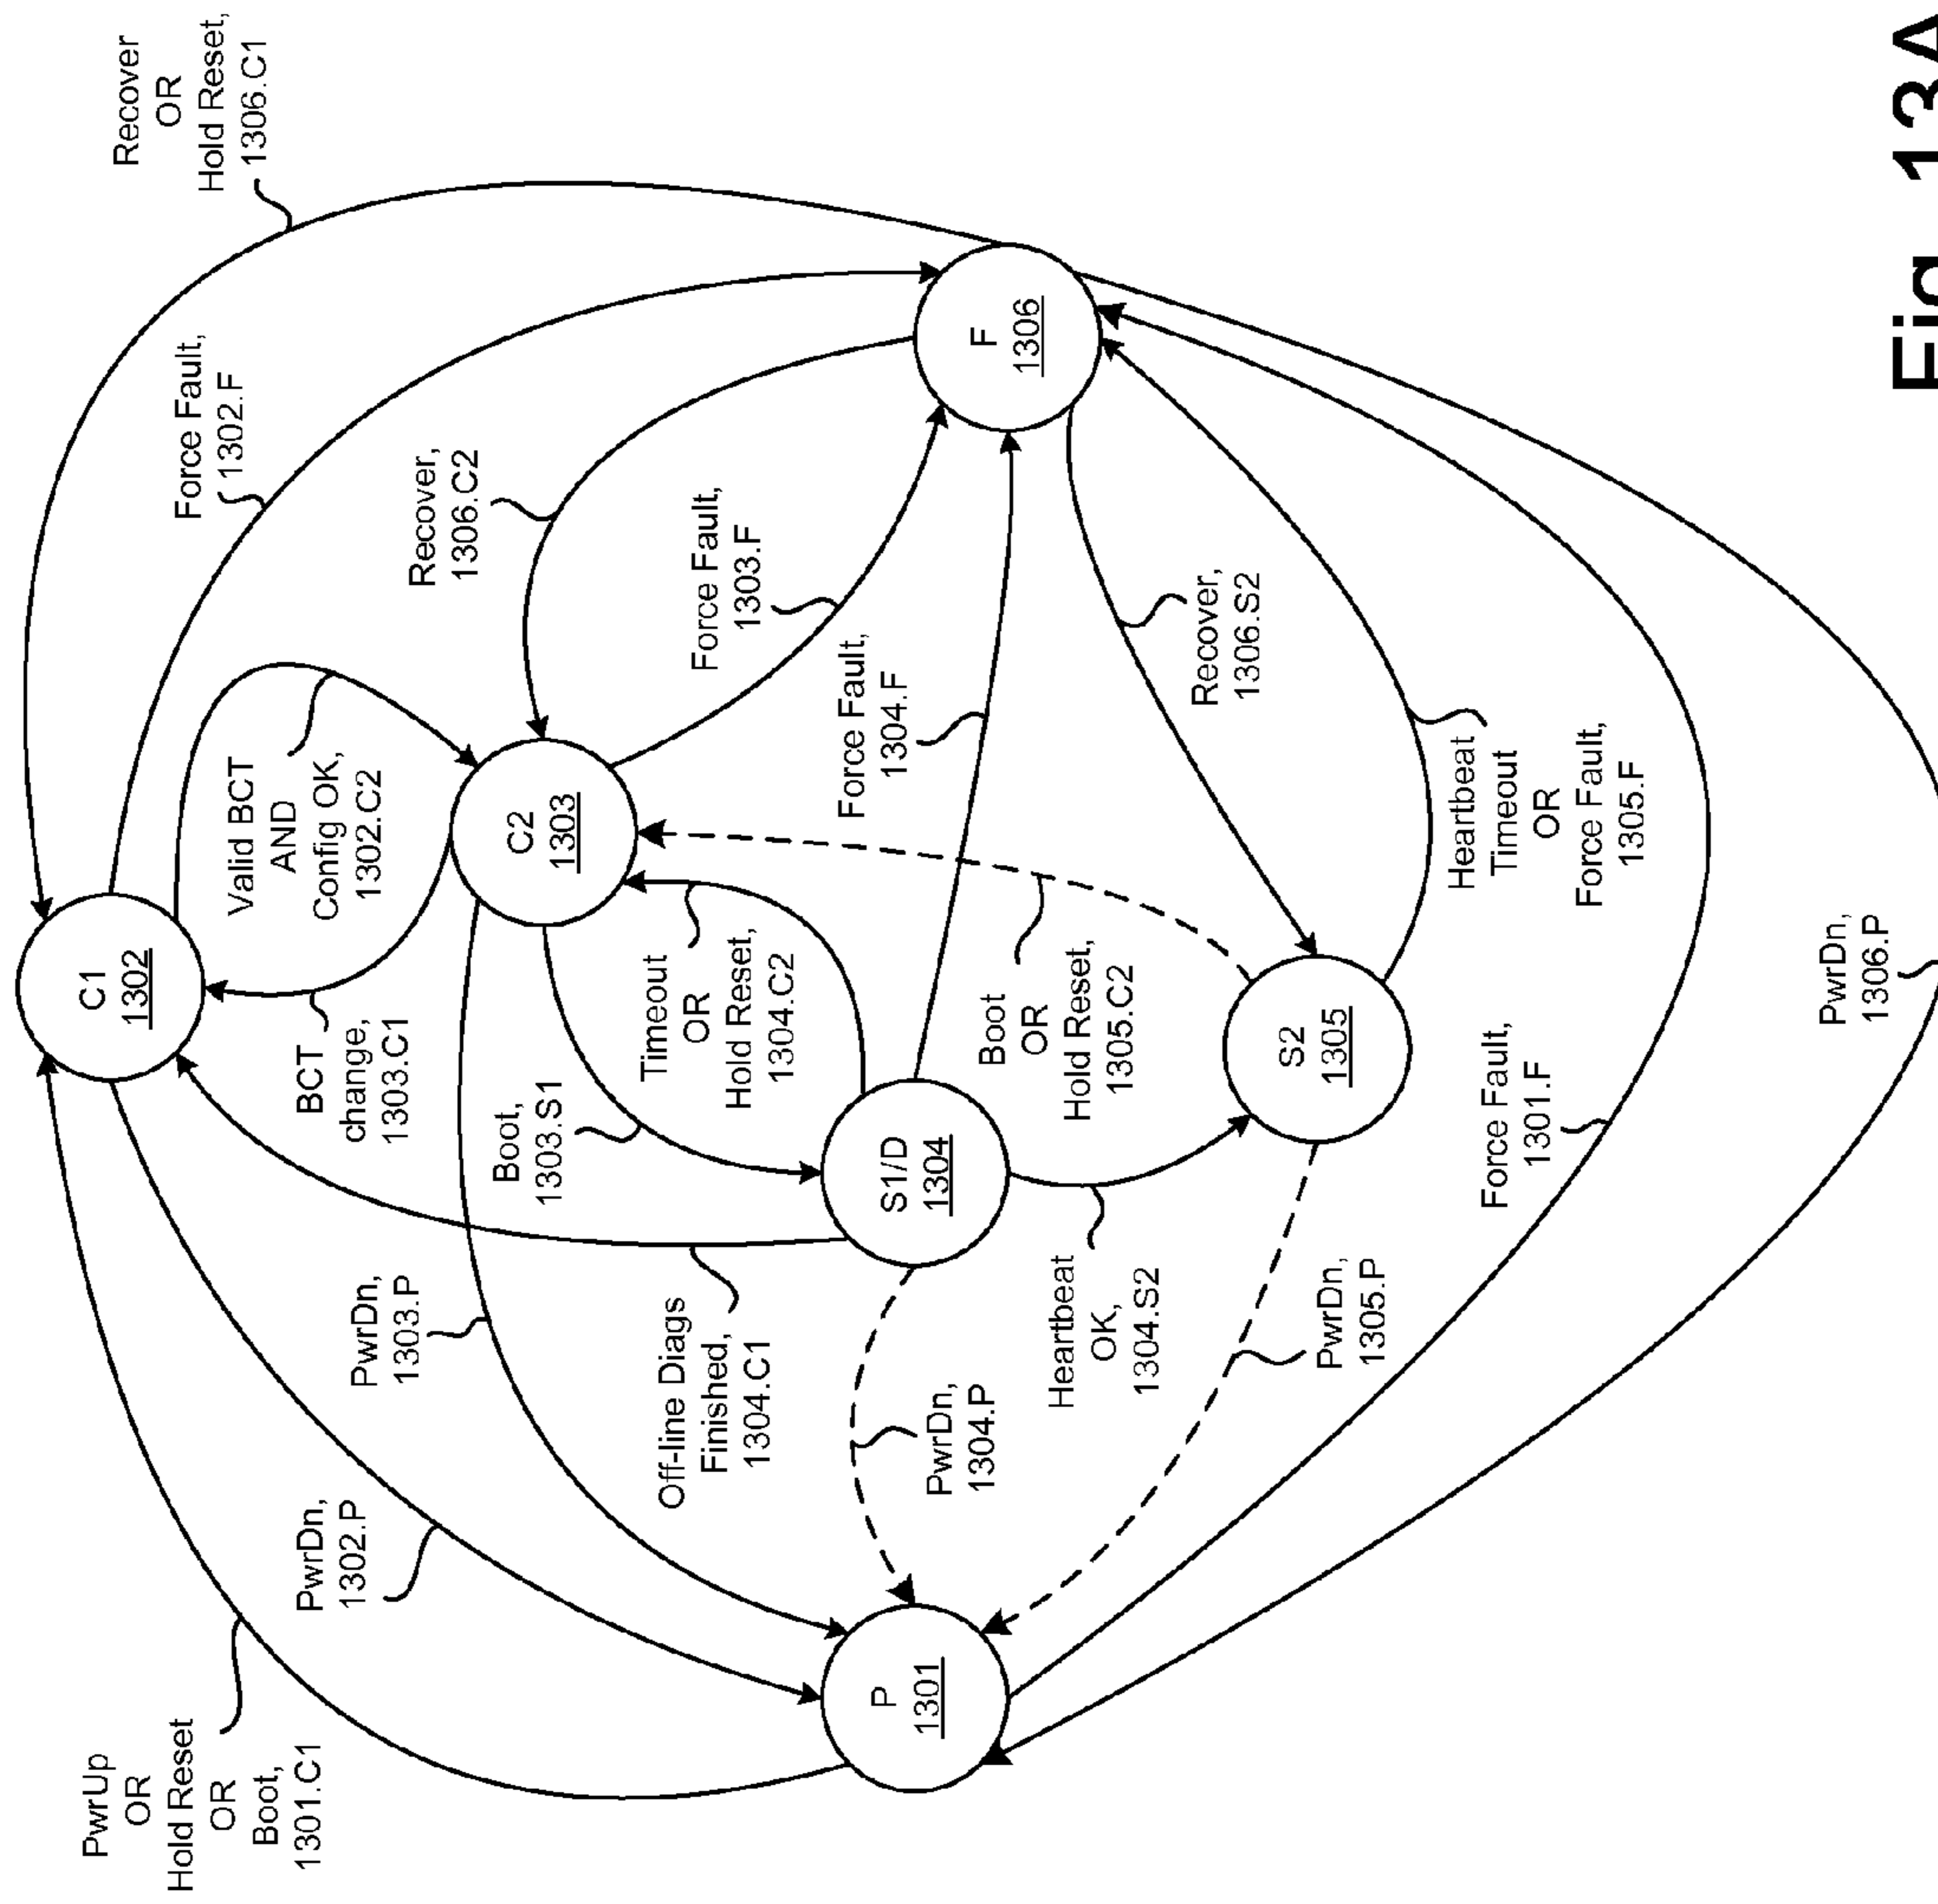 PwrUp
OR
Hold Reset
OR
Boot,
1301.C1
PwrDn,
1302.P
PwrDn,
1303.P
C1
1302
BCT
change,
1303.C1
Valid BCT
AND
Config OK,
1302.C2
Force Fault,
1302.F
Recover
OR
Hold Reset,
1306.C1
Recover,
1306.C2
Boot,
1303.S1
C2
1303
Force Fault,
1303.F
Off-line Diags
Finished,
1304.C1
Timeout
OR
Hold Reset,
1304.C2
Force Fault,
1304.F
P
1301
PwrDn,
1304.P
S1/D
1304
Boot
OR
Hold Reset,
1305.C2
F
1306
Heartbeat
OK,
1304.S2
Recover,
1306.S2
PwrDn,
1305.P
S2
1305
Heartbeat
Timeout
OR
Force Fault,
1305.F
Force Fault,
1301.F
PwrDn,
1306.P
Fig. 13A